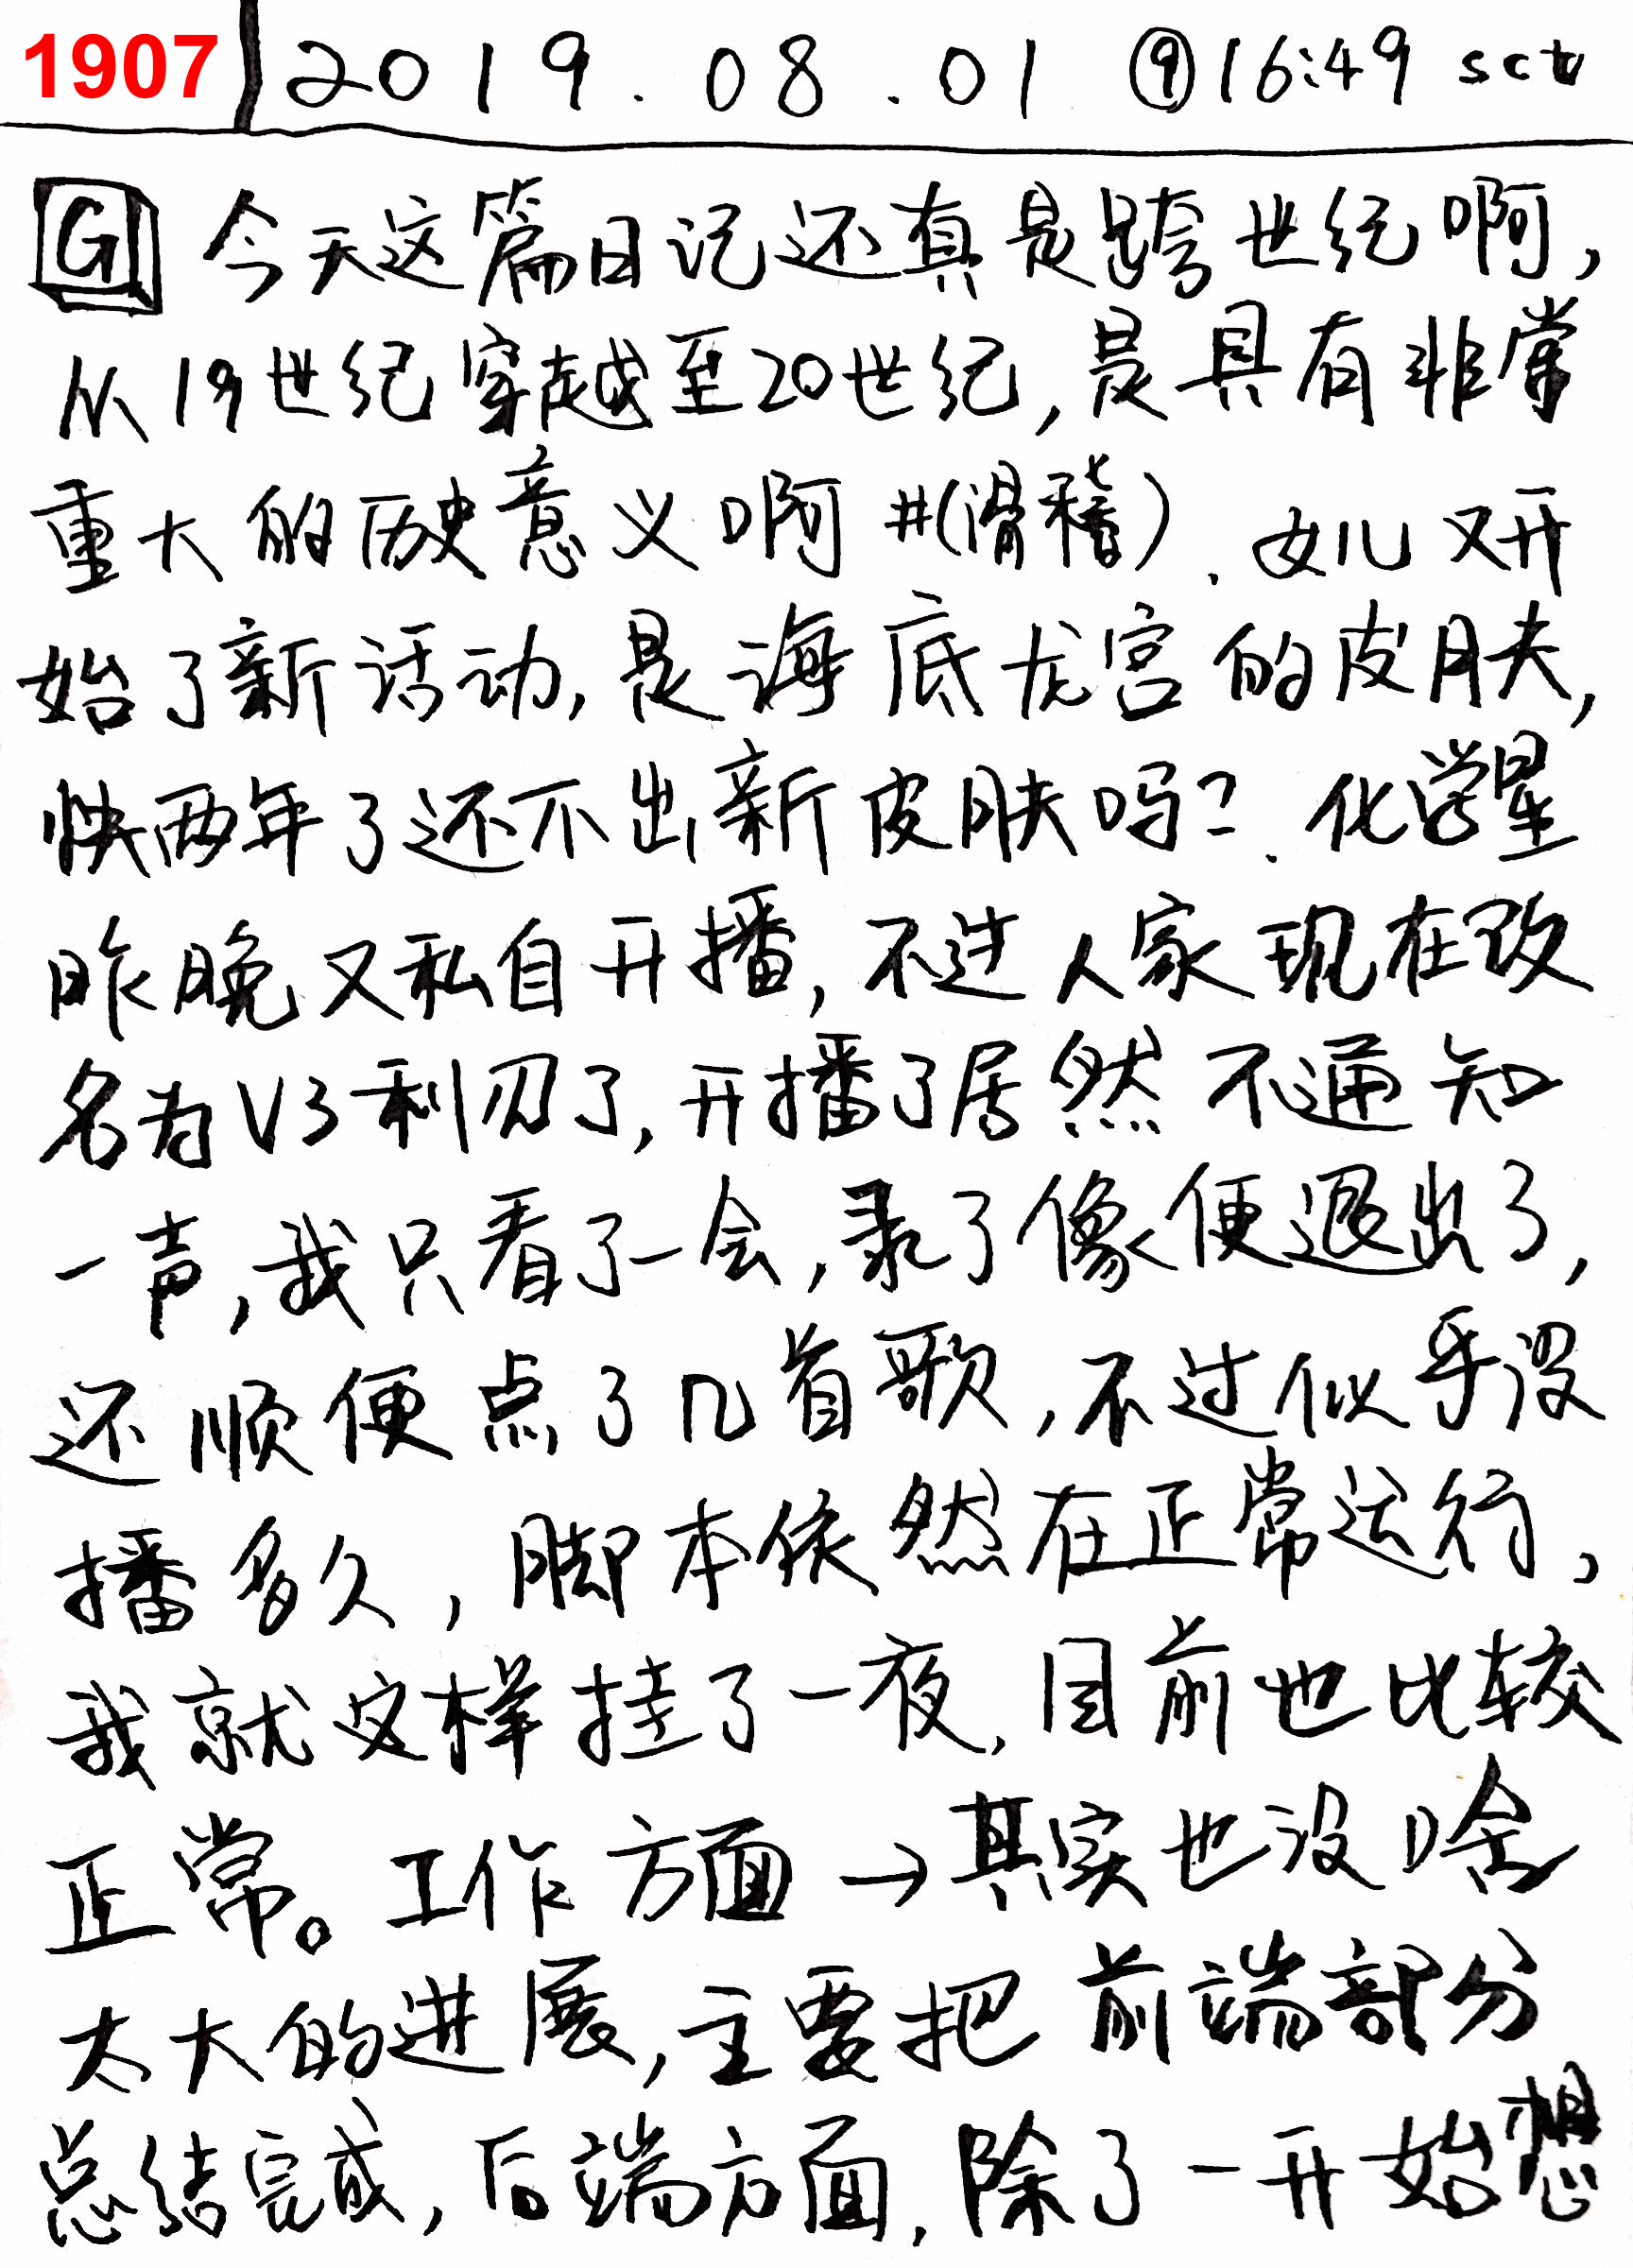 1907 2019.08.01 ⑨16:49 sct
G 今天这篇日记还真是跨世纪啊,
从19世纪穿越至20世纪,是具有非常
重大的历史意义啊#(滑稽).女儿又开
始了新活动,是海底龙宫的皮肤,
快两年了还不出新皮肤吗?.化学星
昨晚又私自开播,不过人家现在改
名为V3利刃了,开播了居然不通知
一声,我只看了一会,录了像便退出了,
还顺便点了几首歌,不过似乎没
播多久,脚本依然在正常运行,
我就这样挂了一夜,目前也比较
正常。工作方面→其实也没啥
太大的进展,主要把前端部分
总结完成,后端方面,除了一开始想